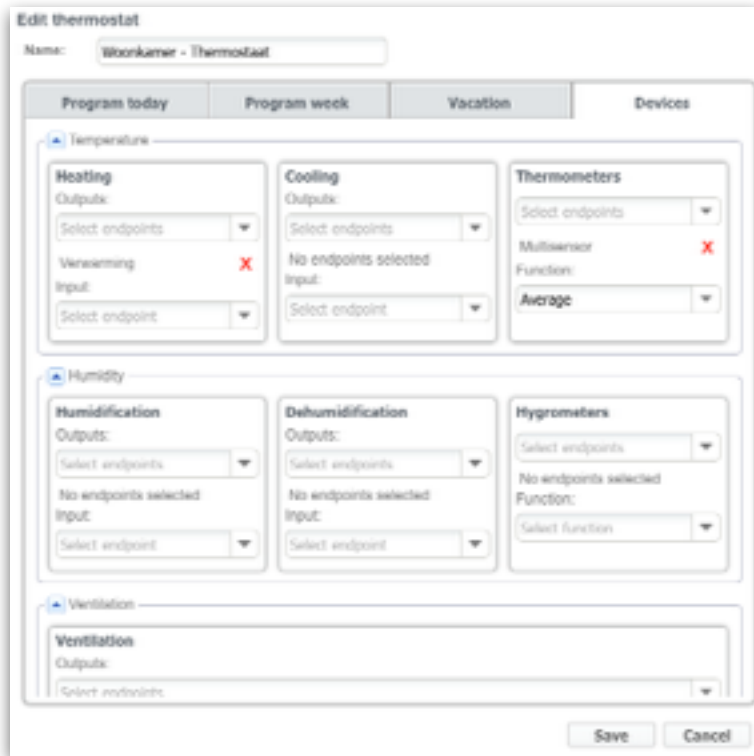 Edit thermostat
Name: Woonkamer - Thermostaat
Program today Program week Vacation Devices
Temperature
Heating
Outputs:
Select endpoints
Verwarming X
Input:
Select endpoint
Cooling
Outputs:
Select endpoints
No endpoints selected
Input:
Select endpoint
Thermometers
Select endpoints
Multisensor X
Function:
Average
Humidity
Humidification
Outputs:
Select endpoints
No endpoints selected
Input:
Select endpoint
Dehumidification
Outputs:
Select endpoints
No endpoints selected
Input:
Select endpoint
Hygrometers
Select endpoints
No endpoints selected
Function:
Select function
Ventilation
Ventilation
Outputs:
Select endpoints
Save Cancel